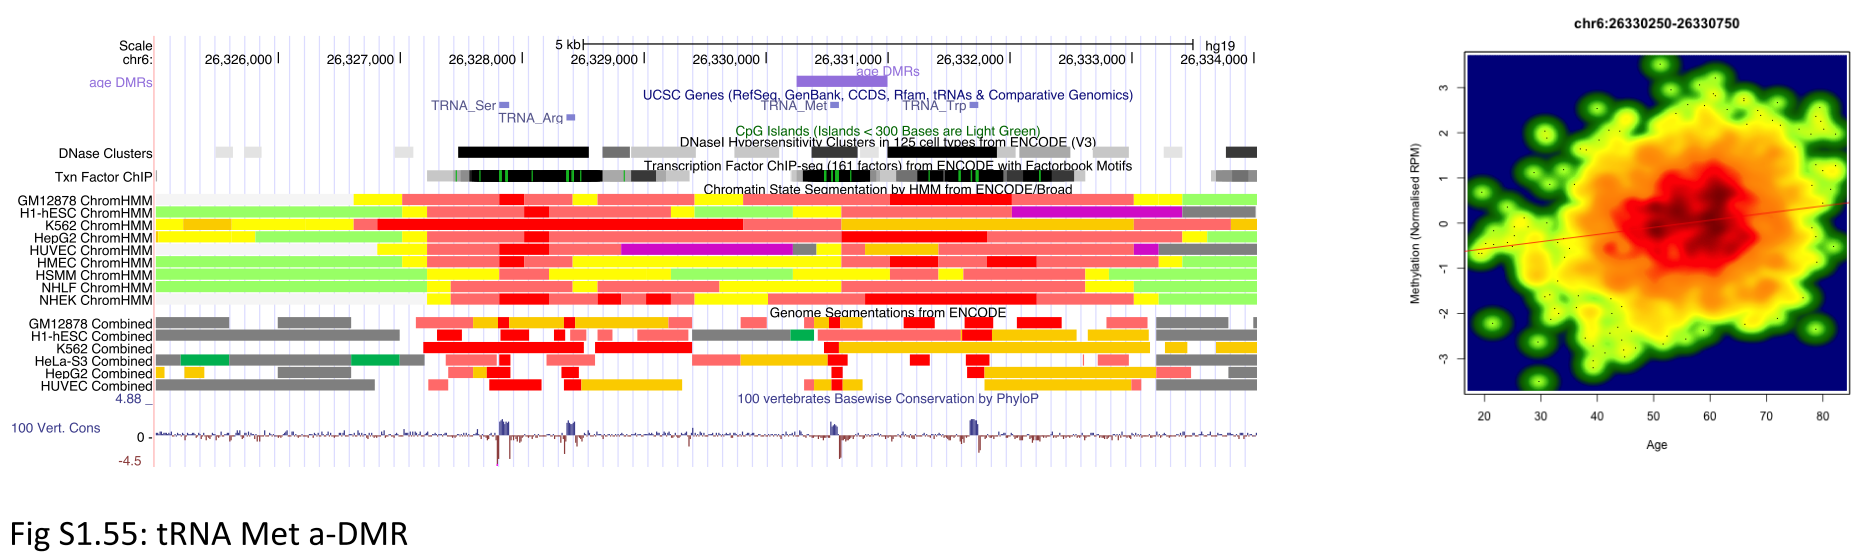 Scale
5 kb
hg19
chr6:
26,326,000
26,327,000
26,328,000
26,329,000
26,330,000
26,331,000
26,332,000
26,333,000
26,334,000
age DMRs
age DMRs
UCSC Genes (RefSeq, GenBank, CCDS, Rfam, tRNAs & Comparative Genomics)
TRNA_Ser
TRNA_Met
TRNA_Trp
TRNA_Arg
CpG Islands (Islands < 300 Bases are Light Green)
DNaseI Hypersensitivity Clusters in 125 cell types from ENCODE (V3)
DNase Clusters
Transcription Factor ChIP-seq (161 factors) from ENCODE with Factorbook Motifs
Txn Factor ChIP
Chromatin State Segmentation by HMM from ENCODE/Broad
GM12878 ChromHMM
H1-hESC ChromHMM
K562 ChromHMM
HepG2 ChromHMM
HUVEC ChromHMM
HMEC ChromHMM
HSMM ChromHMM
NHLF ChromHMM
NHEK ChromHMM
Genome Segmentations from ENCODE
GM12878 Combined
H1-hESC Combined
K562 Combined
HeLa-S3 Combined
HepG2 Combined
HUVEC Combined
100 vertebrates Basewise Conservation by PhyloP
4.88 _
100 Vert. Cons
0 -
-4.5
chr6:26330250-26330750
Methylation (Normalised RPM)
3
2
1
0
-1
-2
-3
20
30
40
50
60
70
80
Age
Fig S1.55: tRNA Met a-DMR